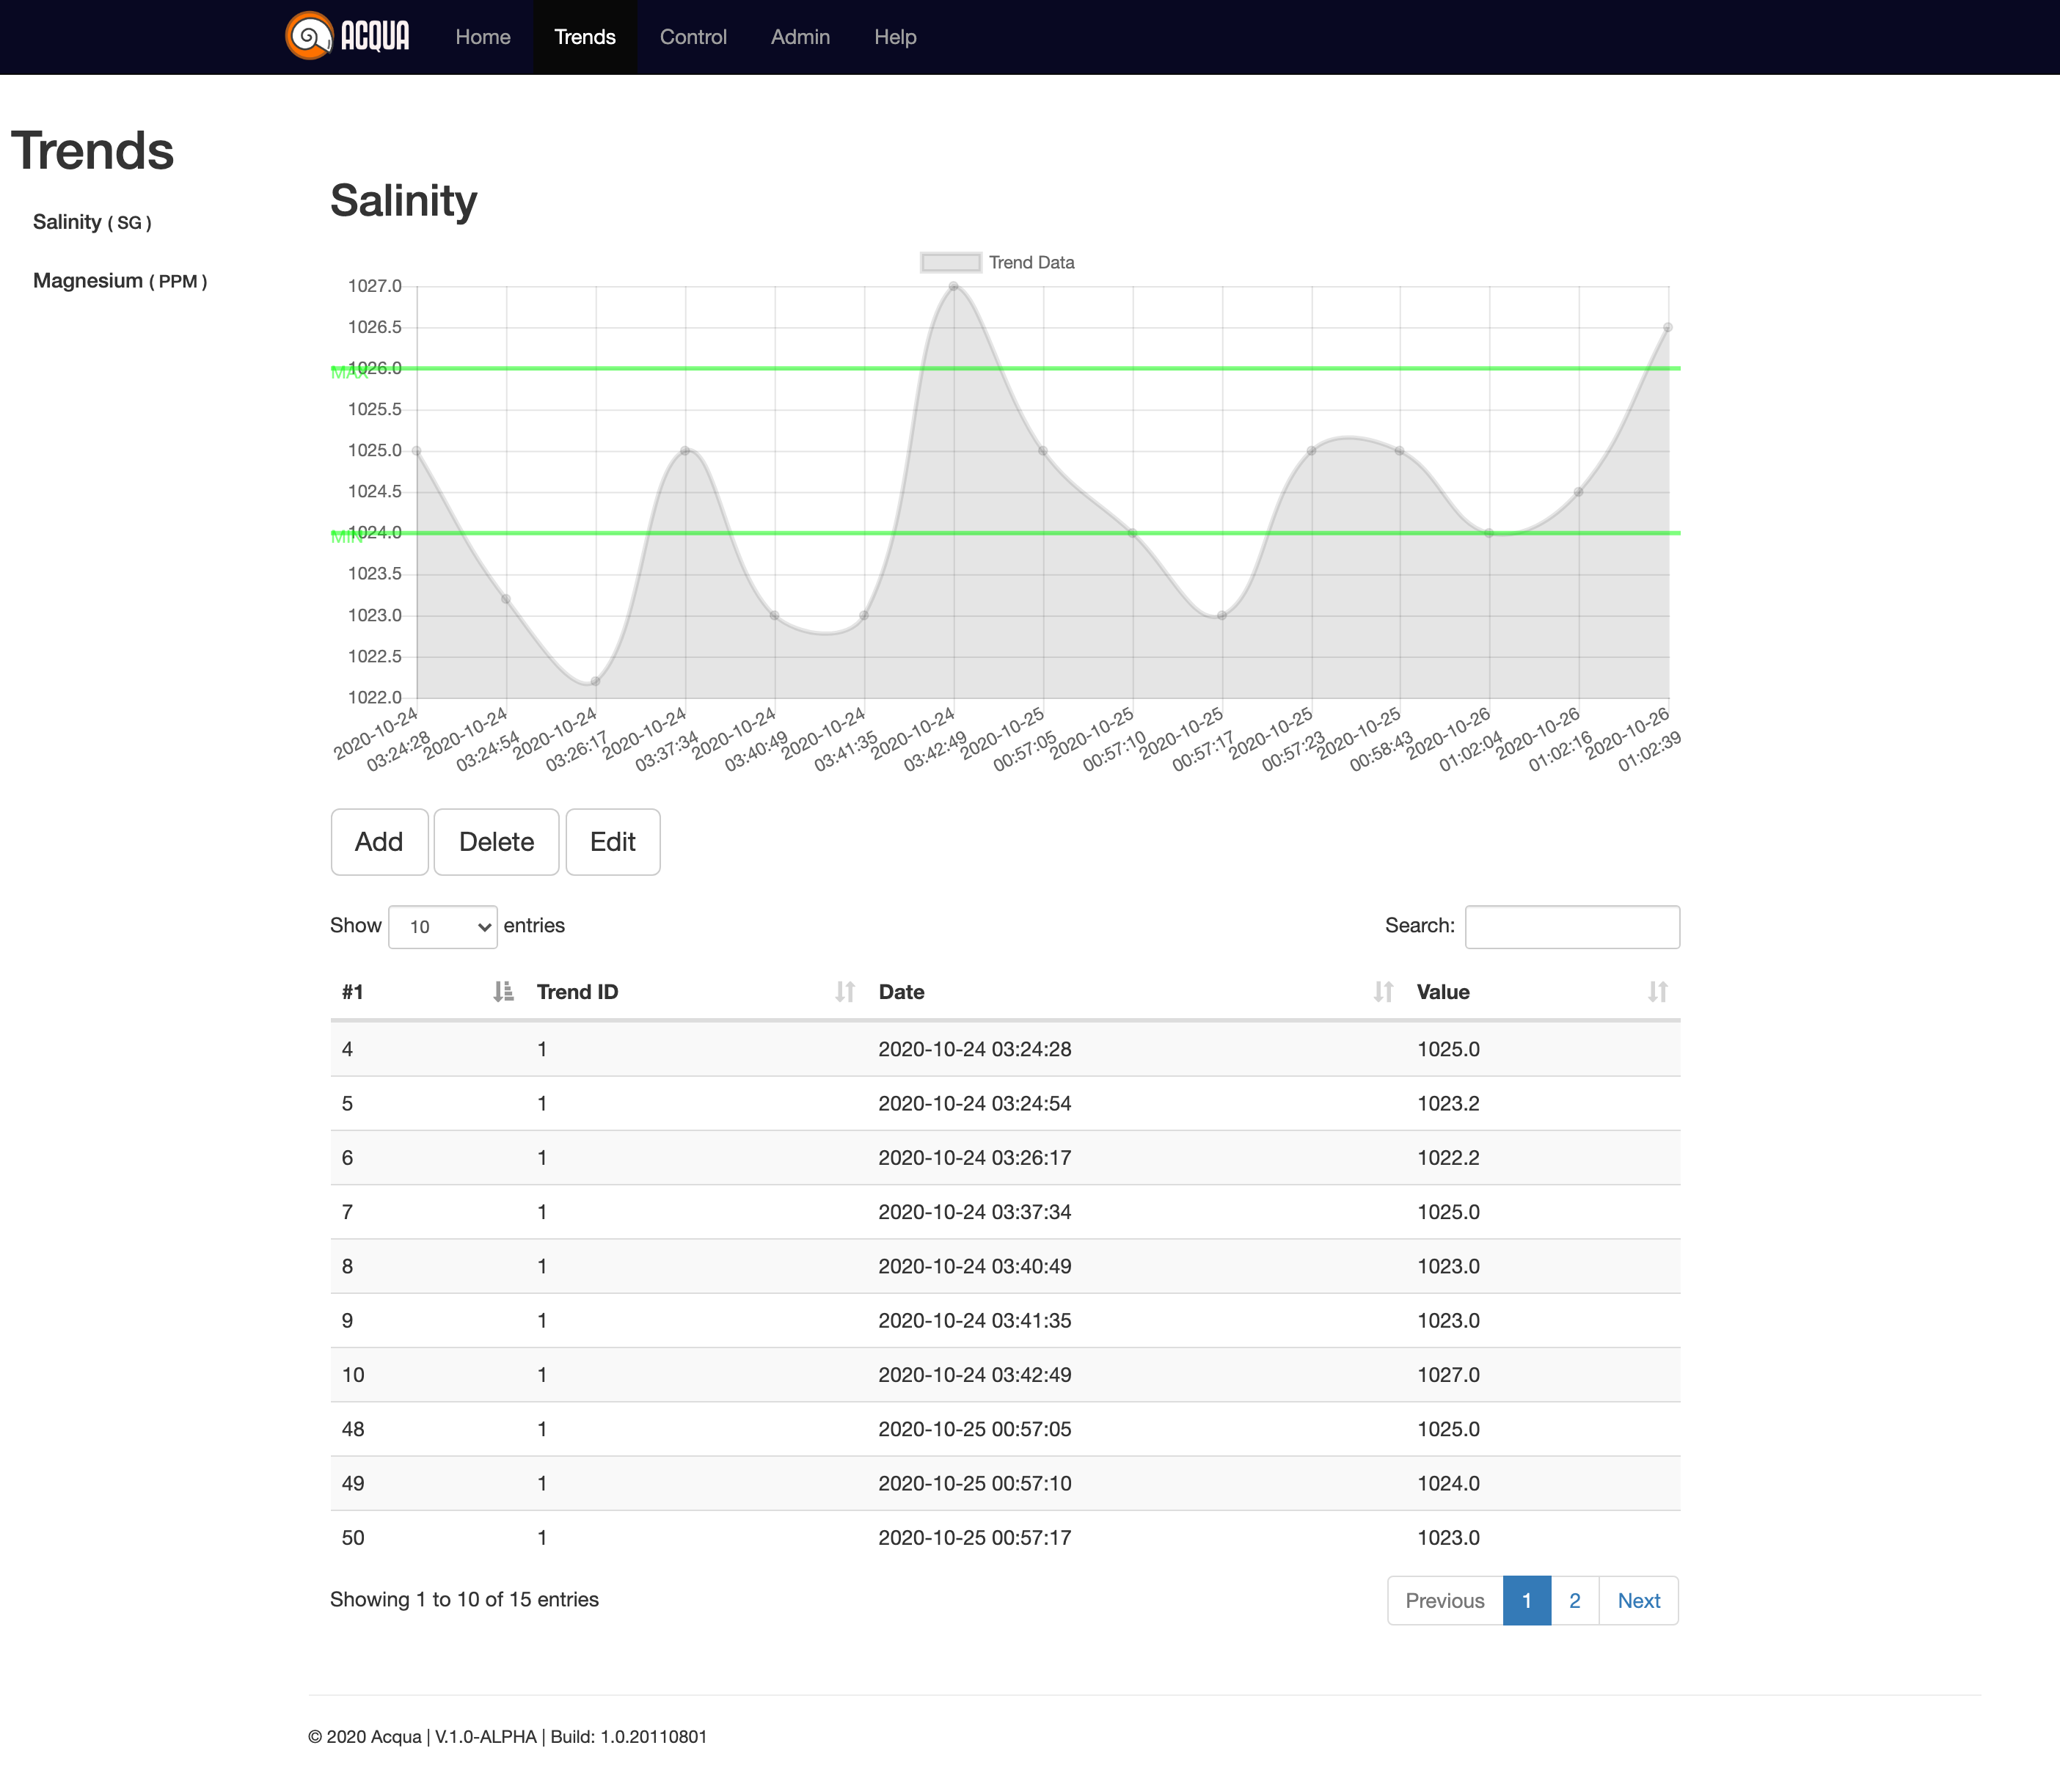 ACQUA Home Trends Control Admin Help
Trends
Salinity ( SG )
Magnesium ( PPM )
Salinity
Trend Data
1027.0
1026.5
1026.0
MAX
1025.5
1025.0
1024.5
1024.0
MIN
1023.5
1023.0
1022.5
1022.0
2020-10-24 03:24:28
2020-10-24 03:24:54
2020-10-24 03:26:17
2020-10-24 03:37:34
2020-10-24 03:40:49
2020-10-24 03:41:35
2020-10-24 03:42:49
2020-10-25 00:57:05
2020-10-25 00:57:10
2020-10-25 00:57:17
2020-10-25 00:57:23
2020-10-25 00:58:43
2020-10-26 01:02:04
2020-10-26 01:02:16
2020-10-26 01:02:39
Add Delete Edit
Show 10 entries Search:
#1 Trend ID Date Value
4 1 2020-10-24 03:24:28 1025.0
5 1 2020-10-24 03:24:54 1023.2
6 1 2020-10-24 03:26:17 1022.2
7 1 2020-10-24 03:37:34 1025.0
8 1 2020-10-24 03:40:49 1023.0
9 1 2020-10-24 03:41:35 1023.0
10 1 2020-10-24 03:42:49 1027.0
48 1 2020-10-25 00:57:05 1025.0
49 1 2020-10-25 00:57:10 1024.0
50 1 2020-10-25 00:57:17 1023.0
Showing 1 to 10 of 15 entries Previous 1 2 Next
© 2020 Acqua | V.1.0-ALPHA | Build: 1.0.20110801